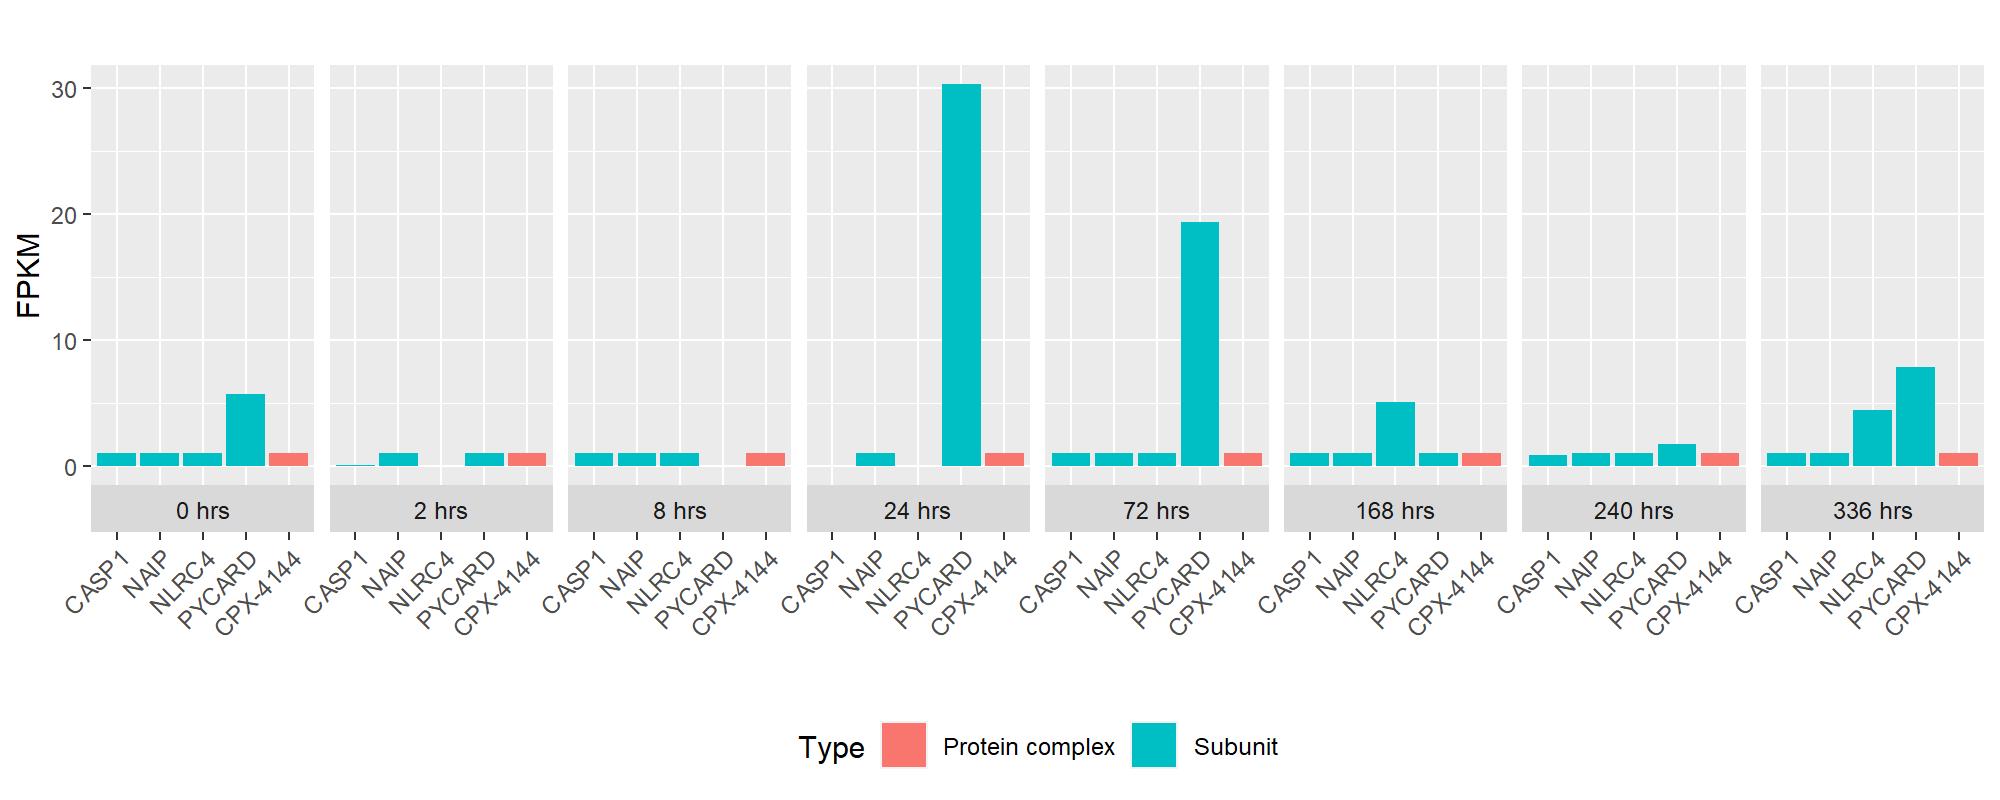 FPKM
30
20
10
0
0 hrs 2 hrs 8 hrs 24 hrs 72 hrs 168 hrs 240 hrs 336 hrs
CASP1 NAIP NLRC4 PYCARD CPX-4144 CASP1 NAIP NLRC4 PYCARD CPX-4144 CASP1 NAIP NLRC4 PYCARD CPX-4144 CASP1 NAIP NLRC4 PYCARD CPX-4144 CASP1 NAIP NLRC4 PYCARD CPX-4144 CASP1 NAIP NLRC4 PYCARD CPX-4144 CASP1 NAIP NLRC4 PYCARD CPX-4144 CASP1 NAIP NLRC4 PYCARD CPX-4144
Type Protein complex Subunit